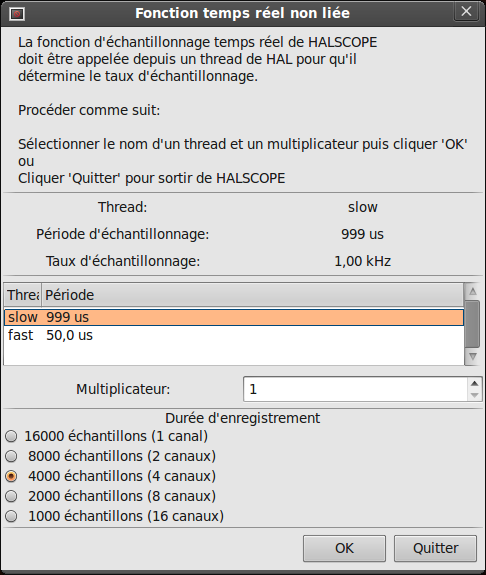 Fonction temps réel non liée
La fonction d'échantillonnage temps réel de HALSCOPE
doit être appelée depuis un thread de HAL pour qu'il
détermine le taux d'échantillonnage.
Procéder comme suit:
Sélectionner le nom d'un thread et un multiplicateur puis cliquer 'OK'
ou
Cliquer 'Quitter' pour sortir de HALSCOPE
Thread: slow
Période d'échantillonnage: 999 us
Taux d'échantillonnage: 1,00 kHz
Threa Période
slow 999 us
fast 50,0 us
Multiplicateur: 1
Durée d'enregistrement
16000 échantillons (1 canal)
8000 échantillons (2 canaux)
4000 échantillons (4 canaux)
2000 échantillons (8 canaux)
1000 échantillons (16 canaux)
OK Quitter